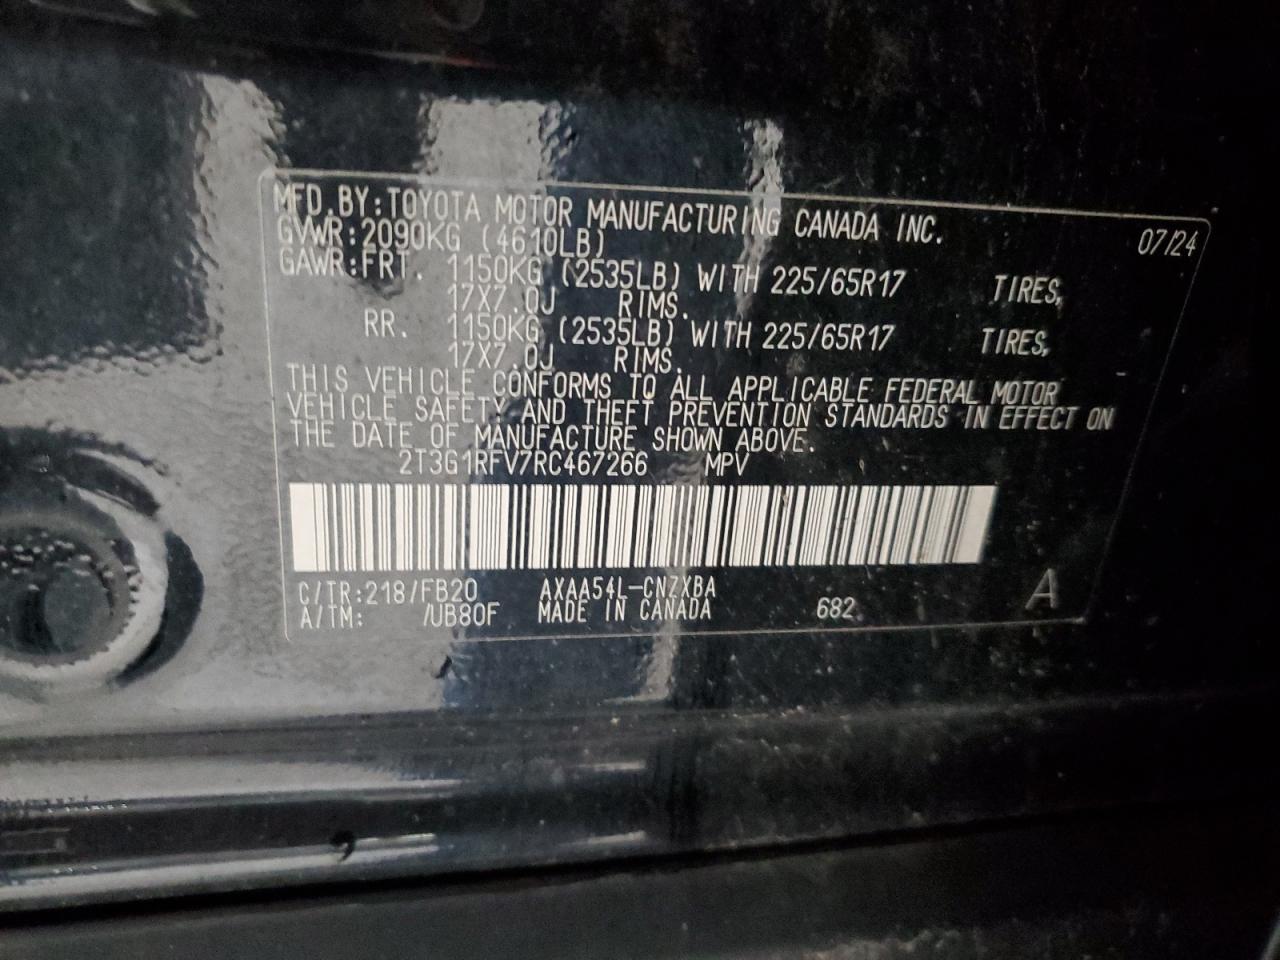 MFD.BY:TOYOTA MOTOR MANUFACTURING CANADA INC. 07/24
GVWR:2090KG (4610LB)
GAWR:FRT. 1150KG (2535LB) WITH 225/65R17 TIRES,
17X7.0J RIMS.
RR. 1150KG (2535LB) WITH 225/65R17 TIRES,
17X7.0J RIMS.
THIS VEHICLE CONFORMS TO ALL APPLICABLE FEDERAL MOTOR
VEHICLE SAFETY AND THEFT PREVENTION STANDARDS IN EFFECT ON
THE DATE OF MANUFACTURE SHOWN ABOVE.
2T3G1RFV7RC467266 MPV
C/TR:218/FB20 AXAA54L-CNZXBA A
A/TM: /UB80F MADE IN CANADA 682